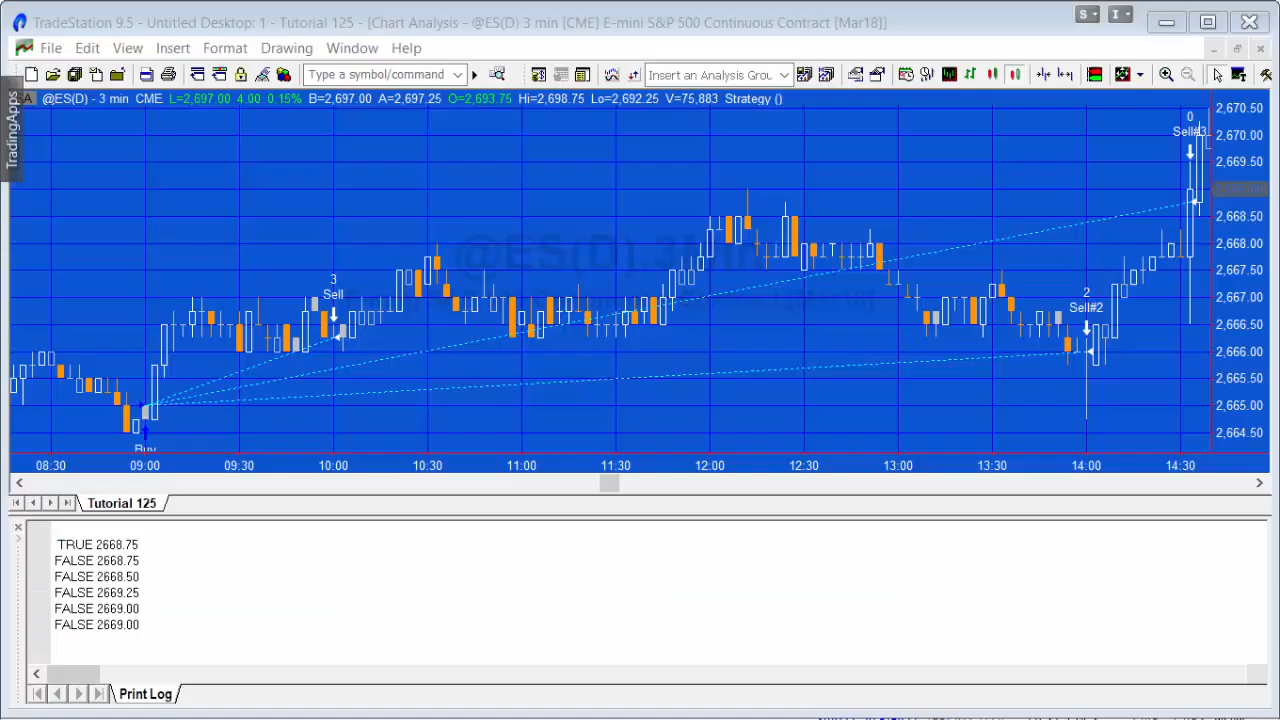 TradeStation 9.5 - Untitled Desktop: 1 - Tutorial 125 - [Chart Analysis - @ES(D) 3 min [CME] E-mini S&P 500 Continuous Contract [Mar18]]
S I
File Edit View Insert Format Drawing Window Help
Type a symbol/command Insert an Analysis Grou
TradingApps
@ES(D) - 3 min CME L=2,697.00 4.00 0.15% B=2,697.00 A=2,697.25 O=2,693.75 Hi=2,698.75 Lo=2,692.25 V=75,883 Strategy ()
@ES(D).3Min
2,670.50
2,670.00
2,669.50
2,668.50
2,668.00
2,667.50
2,667.00
2,666.50
2,666.00
2,665.50
2,665.00
2,664.50
0
Sell#3
3
Sell
2
Sell#2
Buy
08:30 09:00 09:30 10:00 10:30 11:00 11:30 12:00 12:30 13:00 13:30 14:00 14:30
Tutorial 125
TRUE 2668.75
FALSE 2668.75
FALSE 2668.50
FALSE 2669.25
FALSE 2669.00
FALSE 2669.00
Print Log